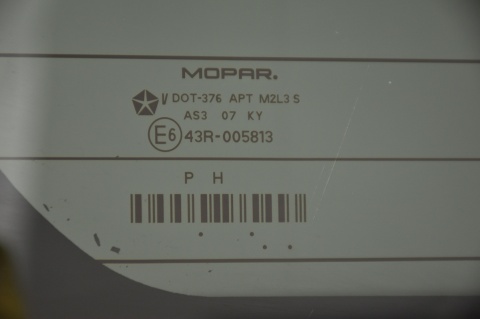 MOPAR.
DOT-376 APT M2L3 S
AS3 07 KY
E6 43R-005813
P H